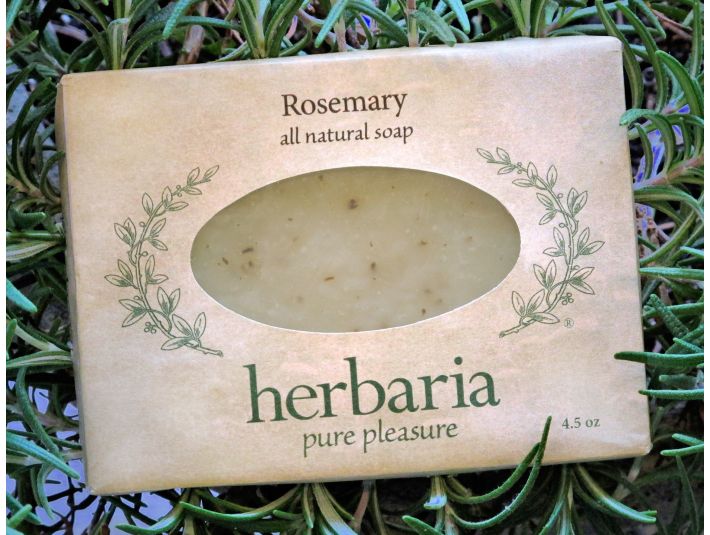 Rosemary
all natural soap
®
herbaria
pure pleasure
4.5 oz